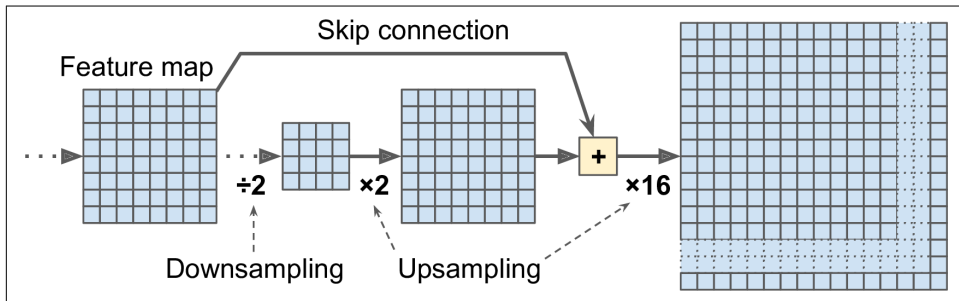 Skip connection
Feature map
+
÷2
×2
×16
Downsampling
Upsampling